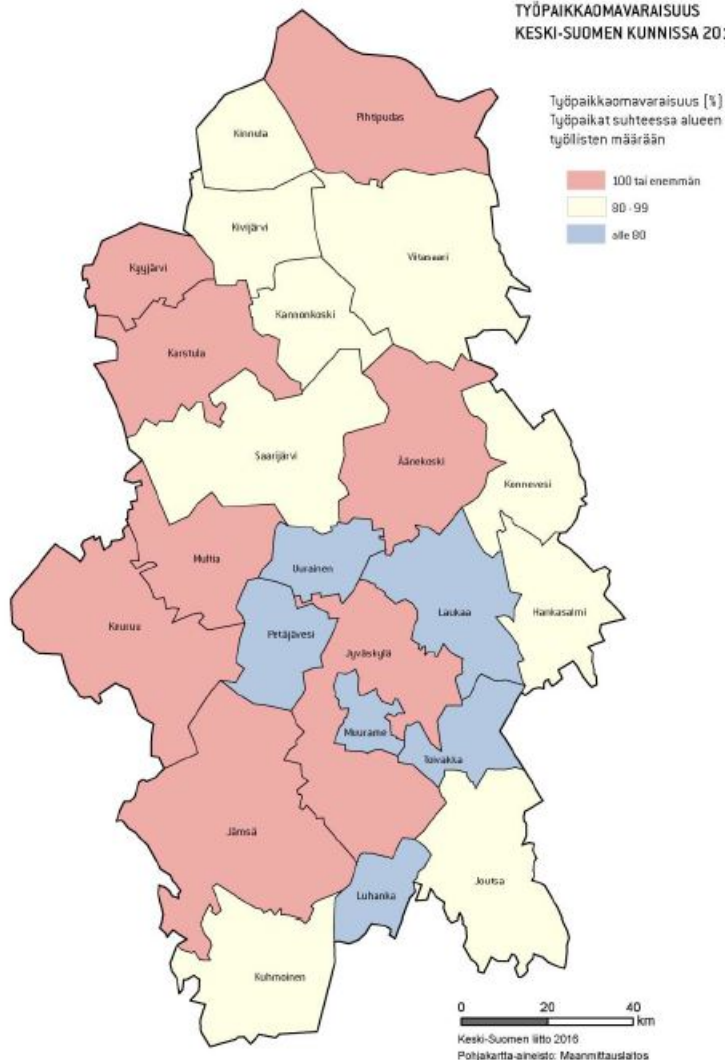 TYÖPAIKKAOMAVARAISUUS
KESKI-SUOMEN KUNNISSA
Työpaikkaomavaraisuus (%)
Työpaikat suhteessa alueen
työllisten määrään
100 tai enemmän
80 - 99
alle 80
Pihtipudas
Kinnula
Kivijärvi
Viitasaari
Kyyjärvi
Kannonkoski
Karstula
Saarijärvi
Äänekoski
Konnevesi
Multia
Uurainen
Keuruu
Petäjävesi
Laukaa
Hankasalmi
Jyväskylä
Muurame
Toivakka
Jämsä
Joutsa
Luhanka
Kuhmoinen
0 20 40
km
Keski-Suomen liitto 2016
Pohjakartta-aineisto: Maanmittauslaitos